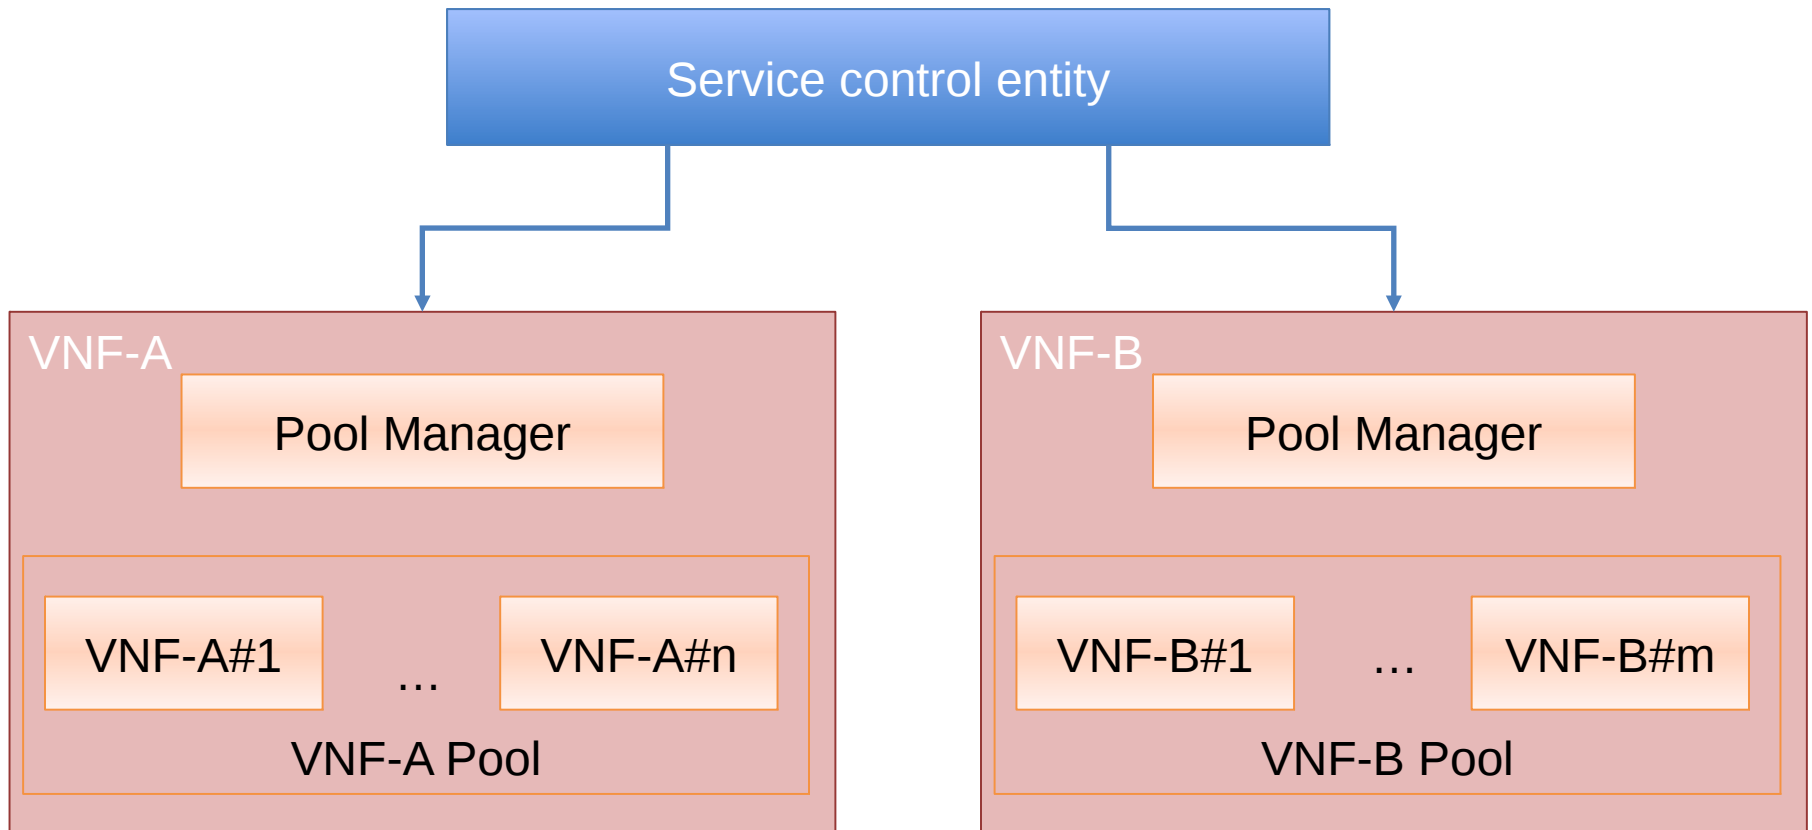 Service control entity
VNF-A
Pool Manager
VNF-A#1
...
VNF-A#n
VNF-A Pool
VNF-B
Pool Manager
VNF-B#1
...
VNF-B#m
VNF-B Pool